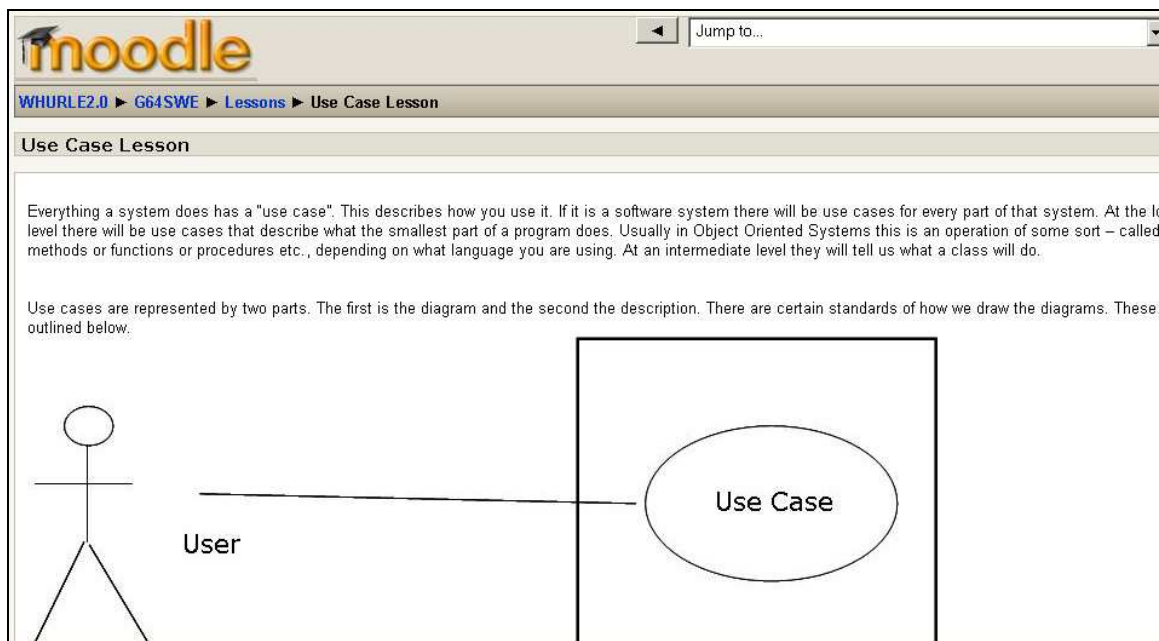 moodle
◄ Jump to...
WHURLE2.0 ► G64SWE ► Lessons ► Use Case Lesson
Use Case Lesson
Everything a system does has a "use case". This describes how you use it. If it is a software system there will be use cases for every part of that system. At the
level there will be use cases that describe what the smallest part of a program does. Usually in Object Oriented Systems this is an operation of some sort – called
methods or functions or procedures etc., depending on what language you are using. At an intermediate level they will tell us what a class will do.
Use cases are represented by two parts. The first is the diagram and the second the description. There are certain standards of how we draw the diagrams. These
outlined below.
Use Case
User